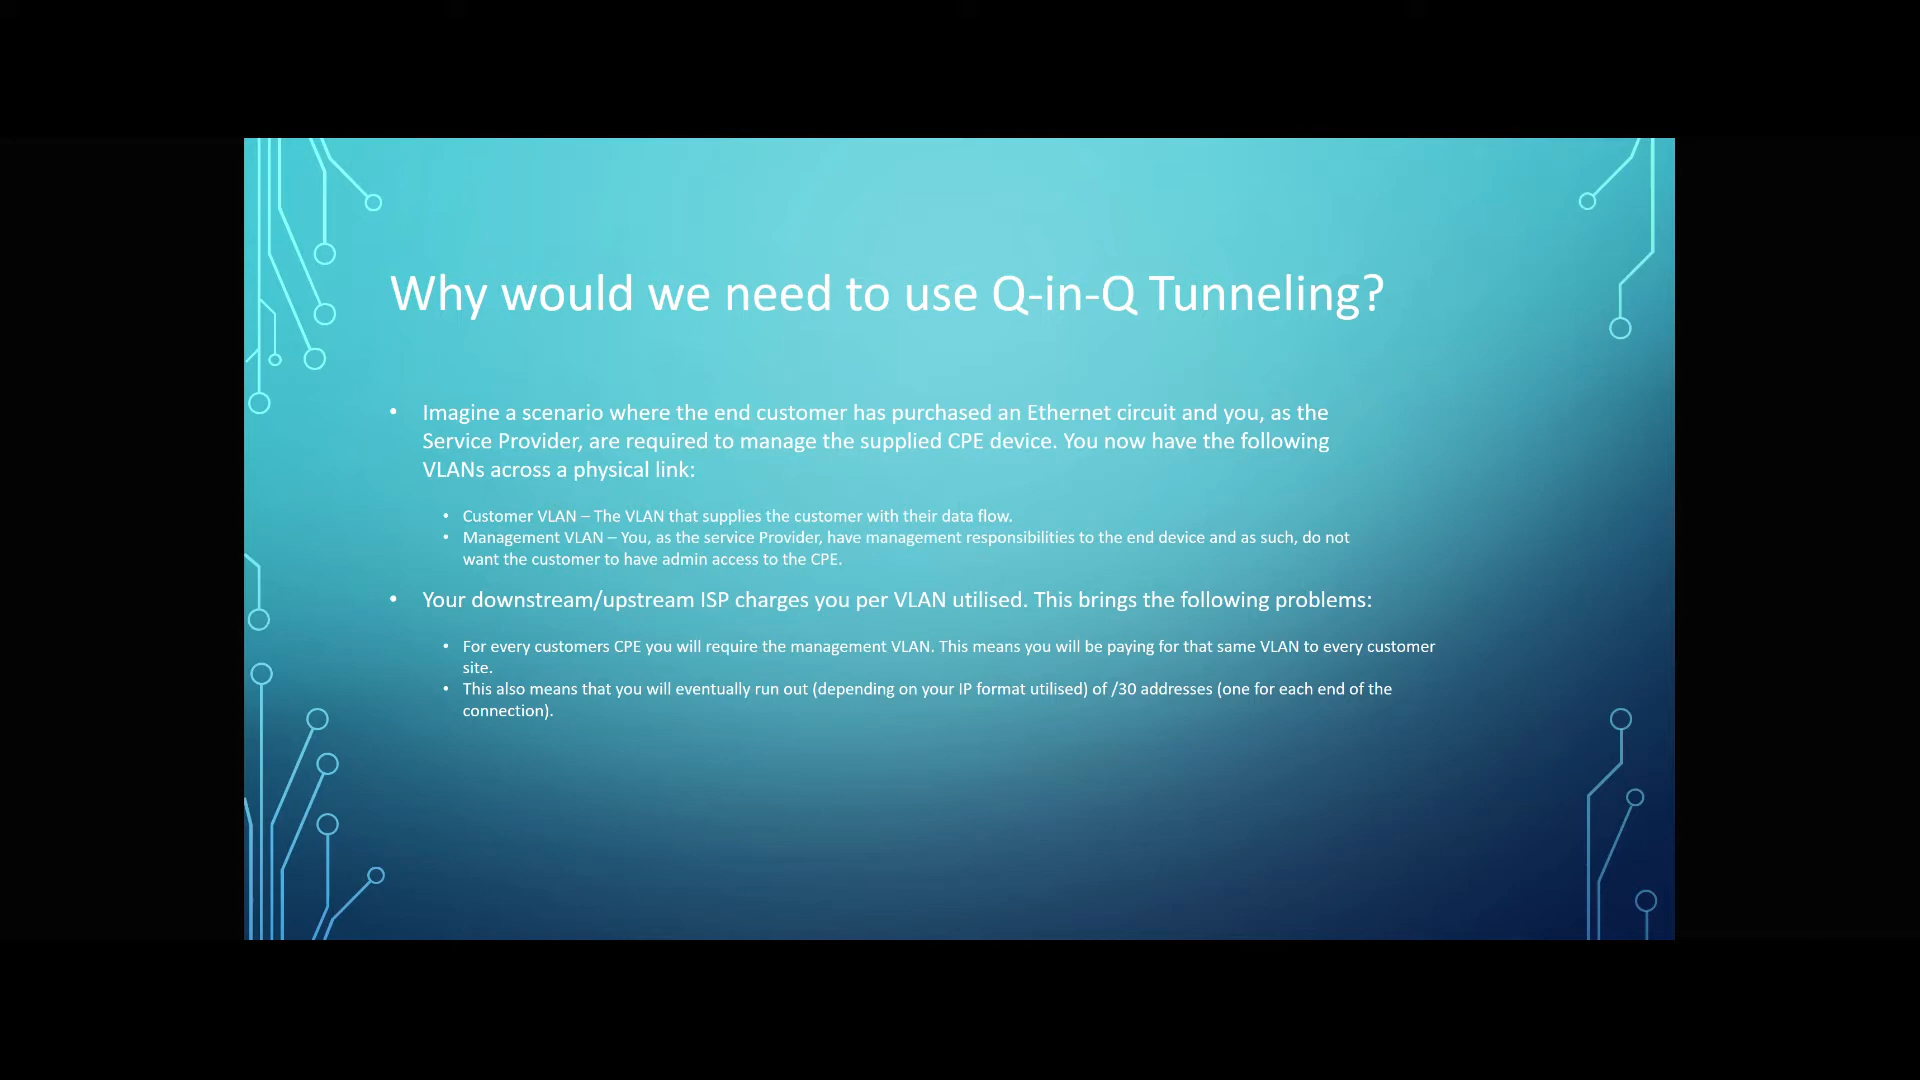 Why would we need to use Q-in-Q Tunneling?
• Imagine a scenario where the end customer has purchased an Ethernet circuit and you, as the
Service Provider, are required to manage the supplied CPE device. You now have the following
VLANs across a physical link:
• Customer VLAN – The VLAN that supplies the customer with their data flow.
• Management VLAN – You, as the service Provider, have management responsibilities to the end device and as such, do not
want the customer to have admin access to the CPE.
• Your downstream/upstream ISP charges you per VLAN utilised. This brings the following problems:
• For every customers CPE you will require the management VLAN. This means you will be paying for that same VLAN to every customer
site.
• This also means that you will eventually run out (depending on your IP format utilised) of /30 addresses (one for each end of the
connection).